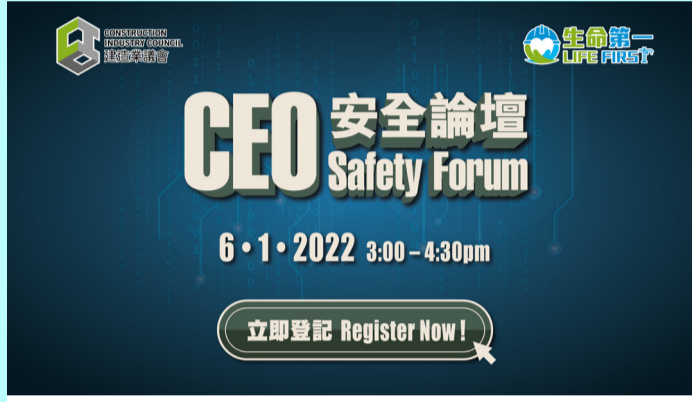 CONSTRUCTION
INDUSTRY COUNCIL
建造業議會
生命第一
LIFE FIRST
CEO 安全論壇
Safety Forum
6 • 1 • 2022 3:00 – 4:30pm
立即登記 Register Now!